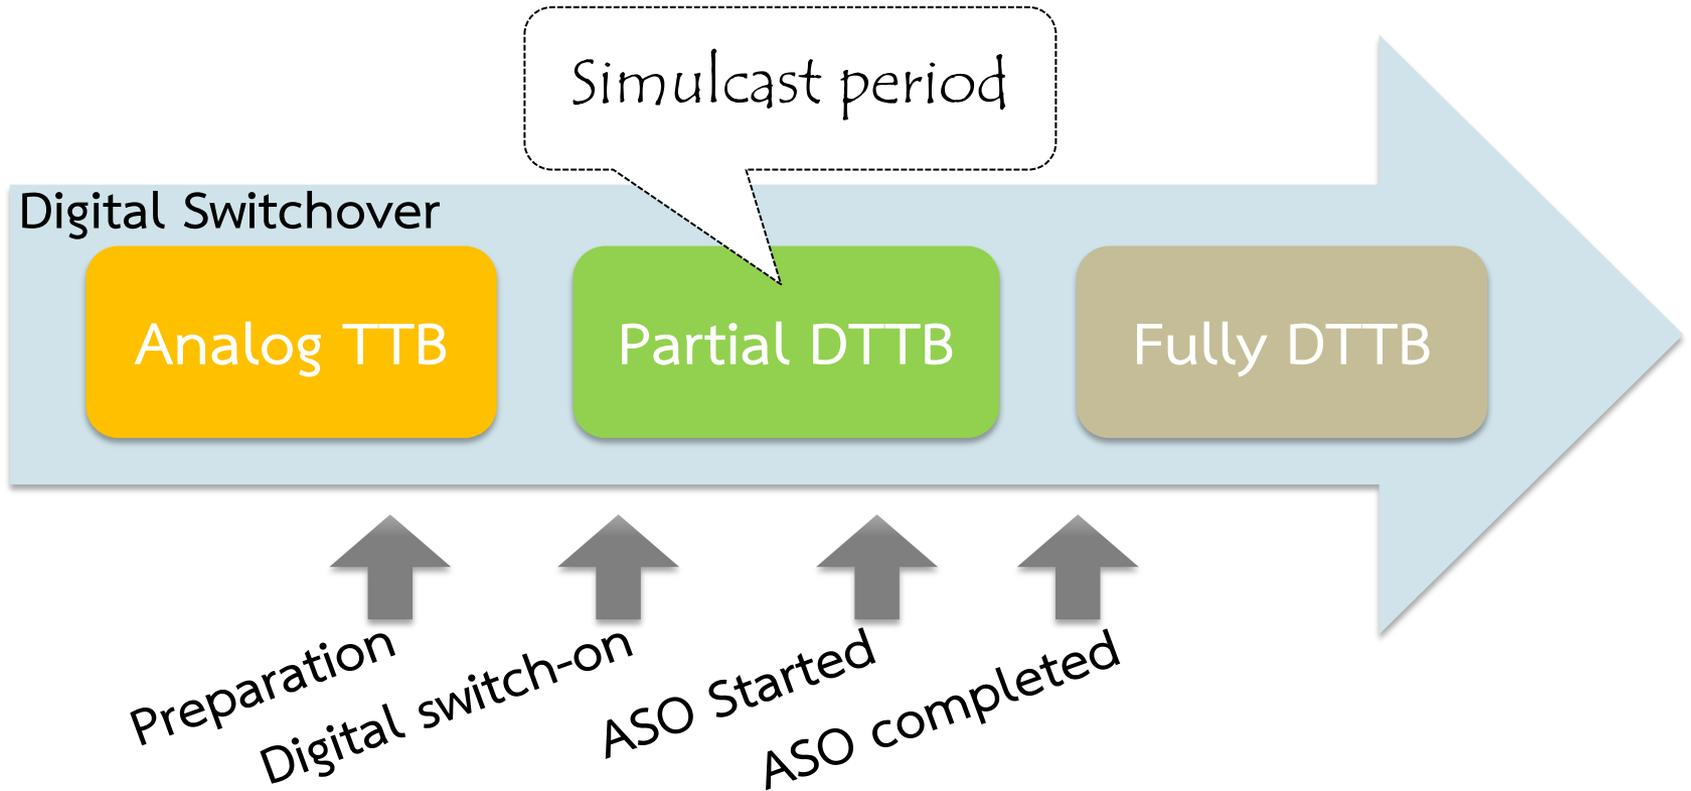 Simulcast period
Digital Switchover
Analog TTB
Partial DTTB
Fully DTTB
Preparation
Digital switch-on
ASO Started
ASO completed